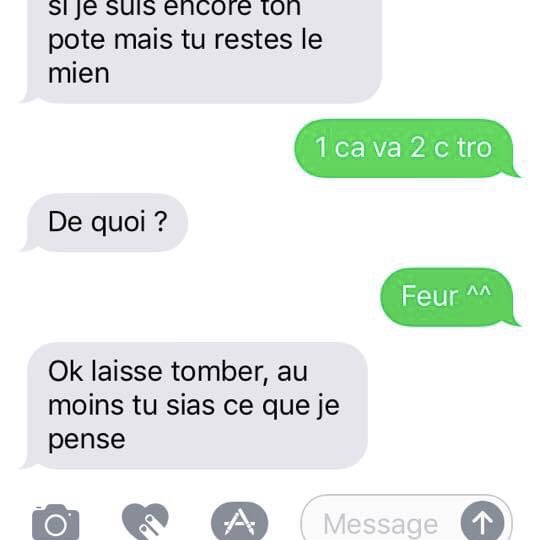 si je suis encore ton
pote mais tu restes le
mien
1 ca va 2 c tro
De quoi ?
Feur ^^
Ok laisse tomber, au
moins tu sias ce que je
pense
Message